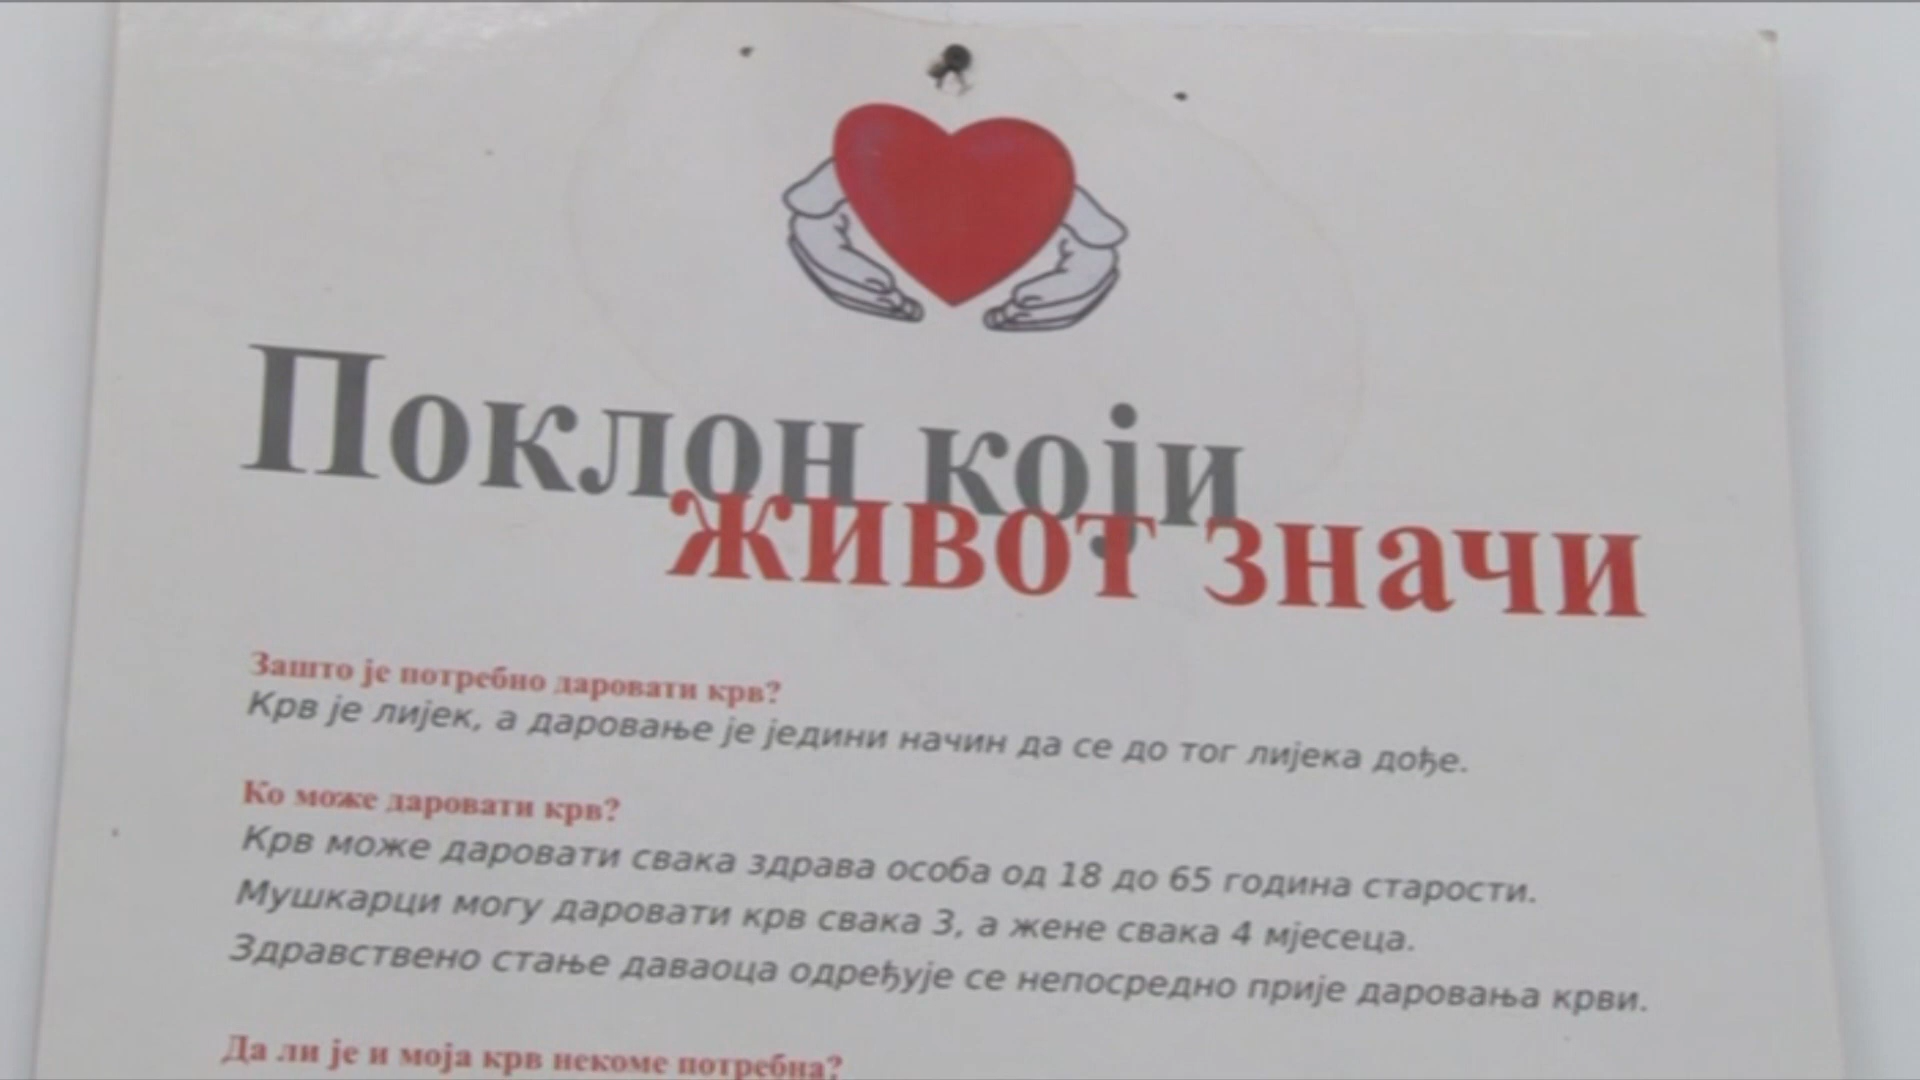 Поклон који
живот значи
Зашто је потребно даровати крв?
Крв је лијек, а даровање је једини начин да се до тог лијека дође.
Ко може даровати крв?
Крв може даровати свака здрава особа од 18 до 65 година старости.
Мушкарци могу даровати крв свака 3, а жене свака 4 мјесеца.
Здравствено стање даваоца одређује се непосредно прије даровања крви.
Да ли је и моја крв некоме потребна?